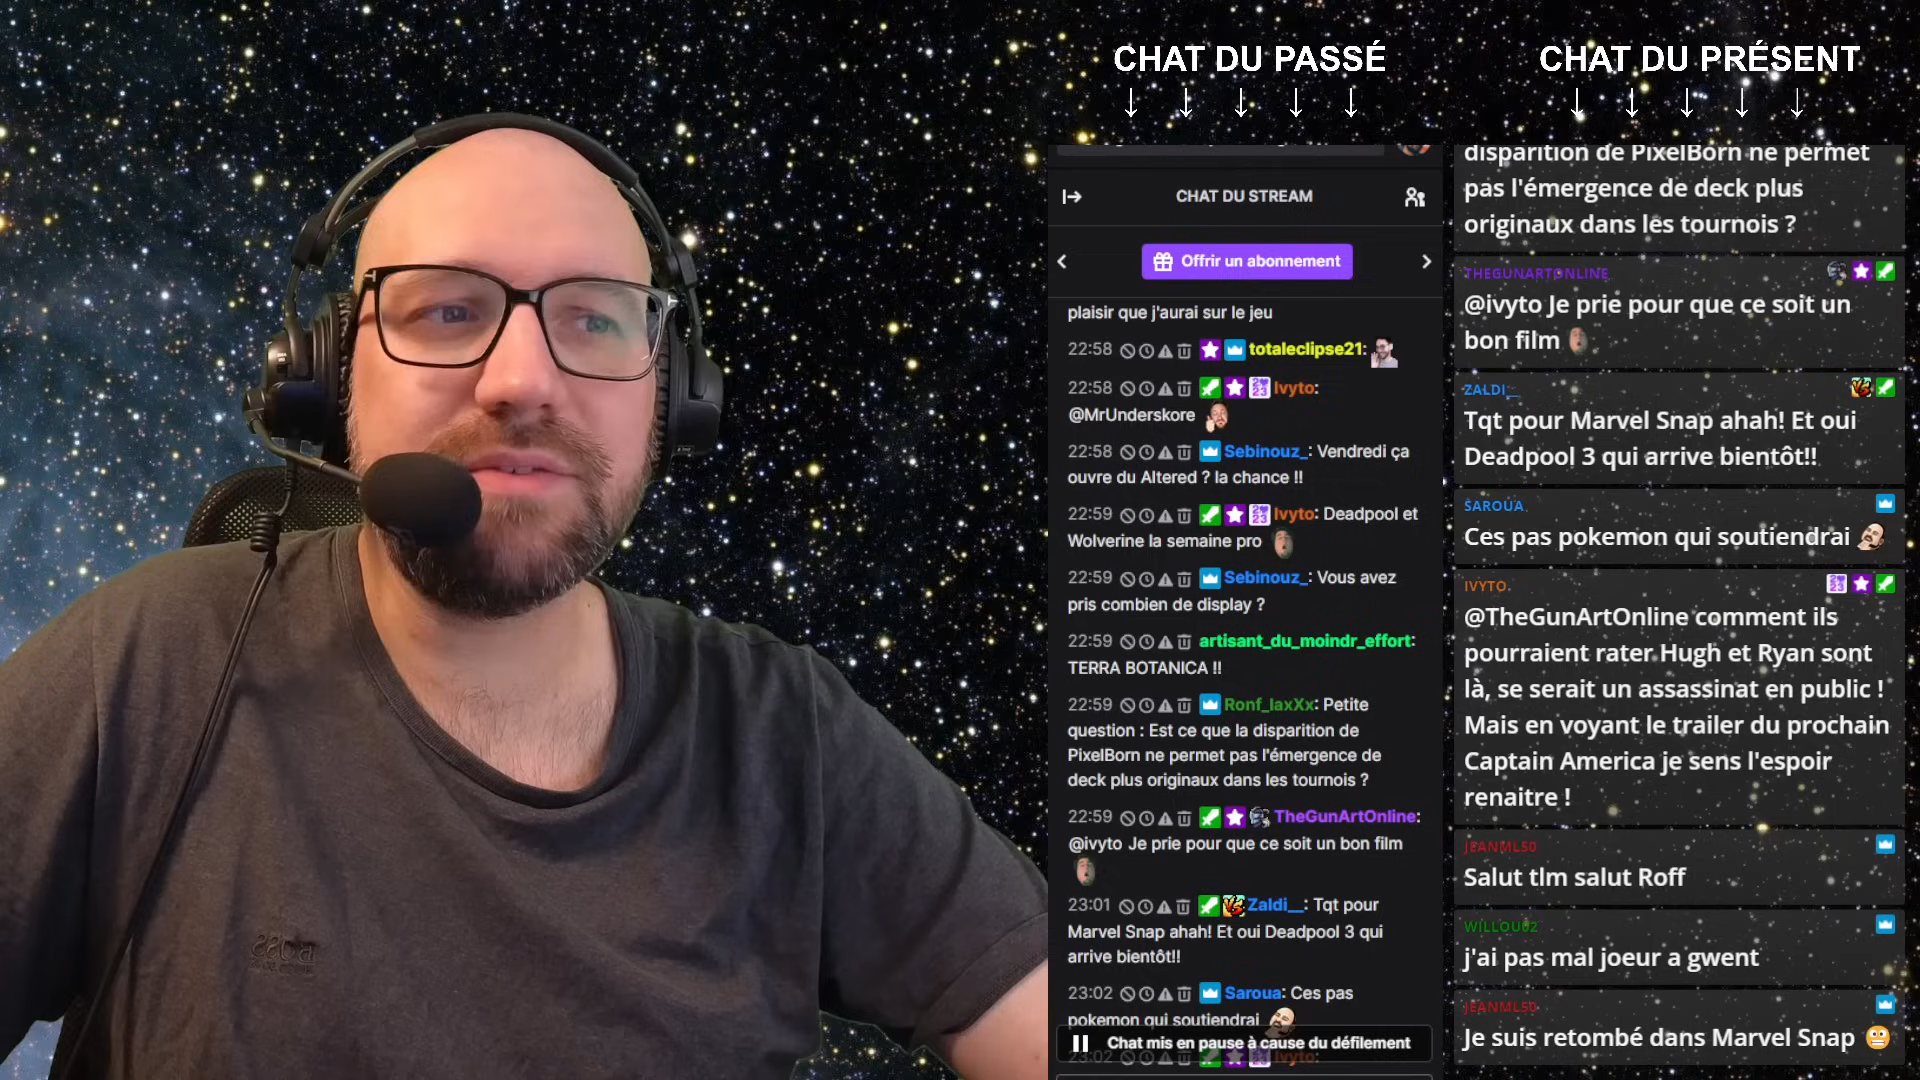 CHAT DU PASSÉ
CHAT DU STREAM
Offrir un abonnement
plaisir que j'aurai sur le jeu
22:58 totaleclipse21:
22:58 Ivyto:
@MrUnderskore
22:58 Sebinouz_: Vendredi ça
ouvre du Altered ? la chance !!
22:59 Ivyto: Deadpool et
Wolverine la semaine pro
22:59 Sebinouz_: Vous avez
pris combien de display ?
22:59 artisant_du_moindr_effort:
TERRA BOTANICA !!
22:59 Ronf_laxXx: Petite
question : Est ce que la disparition de
PixelBorn ne permet pas l'émergence de
deck plus originaux dans les tournois ?
22:59 TheGunArtOnline:
@ivyto Je prie pour que ce soit un bon film
23:01 Zaldi__: Tqt pour
Marvel Snap ahah! Et oui Deadpool 3 qui
arrive bientôt!!
23:02 Saroua: Ces pas
pokemon qui soutiendrai
Chat mis en pause à cause du défilement
23:02 Ivyto:
CHAT DU PRÉSENT
disparition de PixelBorn ne permet
pas l'émergence de deck plus
originaux dans les tournois ?
THEGUNARTONLINE
@ivyto Je prie pour que ce soit un
bon film
ZALDI__
Tqt pour Marvel Snap ahah! Et oui
Deadpool 3 qui arrive bientôt!!
SAROUA
Ces pas pokemon qui soutiendrai
IVYTO
@TheGunArtOnline comment ils
pourraient rater Hugh et Ryan sont
là, se serait un assassinat en public !
Mais en voyant le trailer du prochain
Captain America je sens l'espoir
renaitre !
JEANML50
Salut tlm salut Roff
WILLOU02
j'ai pas mal joeur a gwent
JEANML50
Je suis retombé dans Marvel Snap